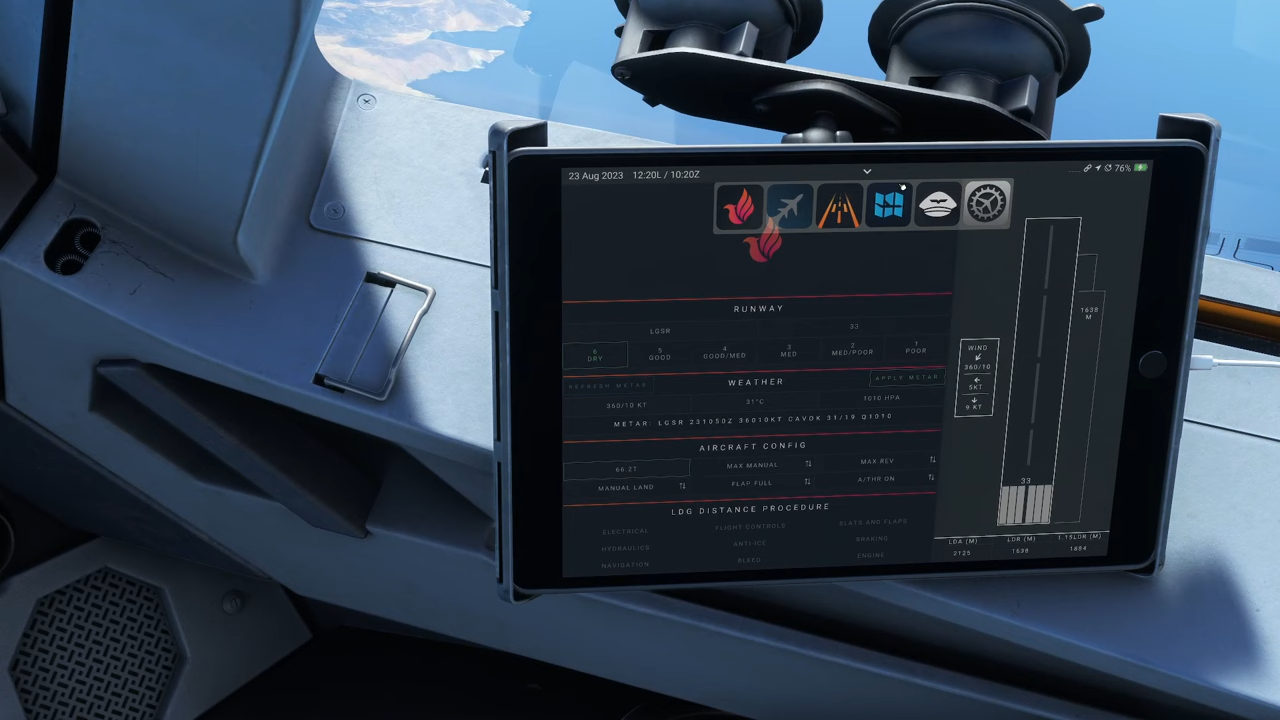 23 Aug 2023 12:20L / 10:20Z 76%
RUNWAY
LGSR 33
6 5 4 3 2 1
DRY GOOD GOOD/MED MED MED/POOR POOR
REFRESH METAR WEATHER APPLY METAR
360/10 KT 31°C 1010 HPA
METAR: LGSR 231050Z 36010KT CAVOK 31/19 Q1010
AIRCRAFT CONFIG
66.2T MAX MANUAL MAX REV
MANUAL LAND FLAP FULL A/THR ON
LDG DISTANCE PROCEDURE
ELECTRICAL FLIGHT CONTROLS SLATS AND FLAPS
HYDRAULICS ANTI-ICE BRAKING
NAVIGATION BLEED ENGINE
WIND
360/10
5KT
9 KT
1638
M
33
LDA (M) LDR (M) 1.15LDR (M)
2125 1638 1884